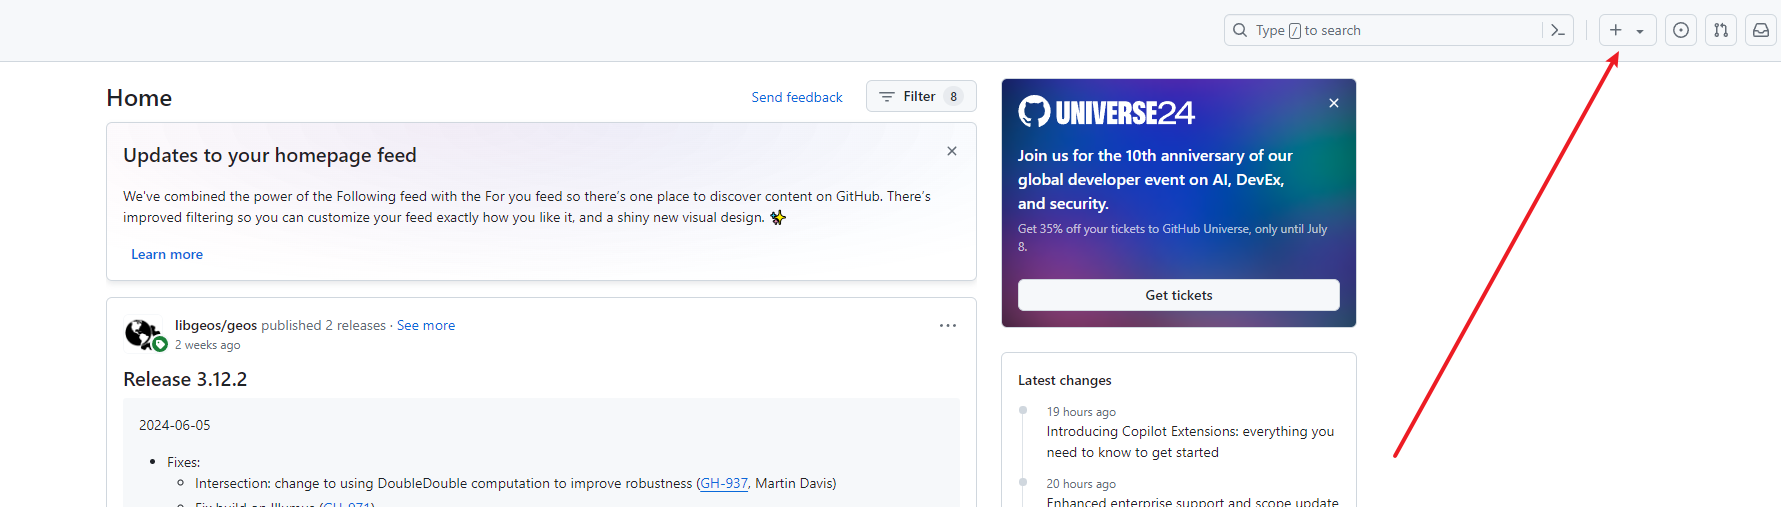 Type / to search
Home
Send feedback
Filter 8
Updates to your homepage feed
We've combined the power of the Following feed with the For you feed so there's one place to discover content on GitHub. There's
improved filtering so you can customize your feed exactly how you like it, and a shiny new visual design. ✨
Learn more
libgeos/geos published 2 releases · See more
2 weeks ago
Release 3.12.2
2024-06-05
Fixes:
Intersection: change to using DoubleDouble computation to improve robustness (GH-937, Martin Davis)
Fix build on Illumos (GH-971)
UNIVERSE24
Join us for the 10th anniversary of our
global developer event on AI, DevEx,
and security.
Get 35% off your tickets to GitHub Universe, only until July
8.
Get tickets
Latest changes
19 hours ago
Introducing Copilot Extensions: everything you
need to know to get started
20 hours ago
Enhanced enterprise support and scope update